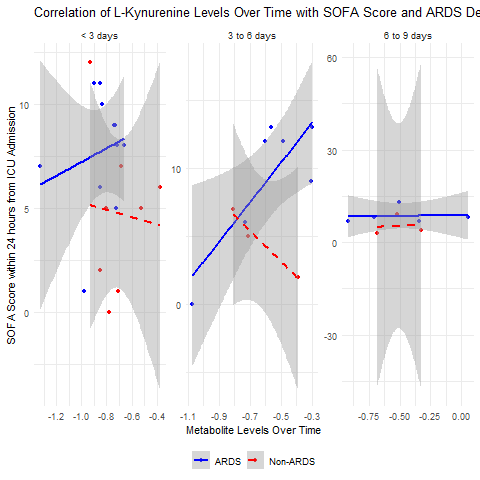 Correlation of L-Kynurenine Levels Over Time with SOFA Score and ARDS De
< 3 days
3 to 6 days
6 to 9 days
SOFA Score within 24 hours from ICU Admission
10
5
0
10
0
60
30
0
-30
-1.2 -1.0 -0.8 -0.6 -0.4
-1.1 -0.9 -0.7 -0.5 -0.3
-0.75 -0.50 -0.25 0.00
Metabolite Levels Over Time
ARDS Non-ARDS